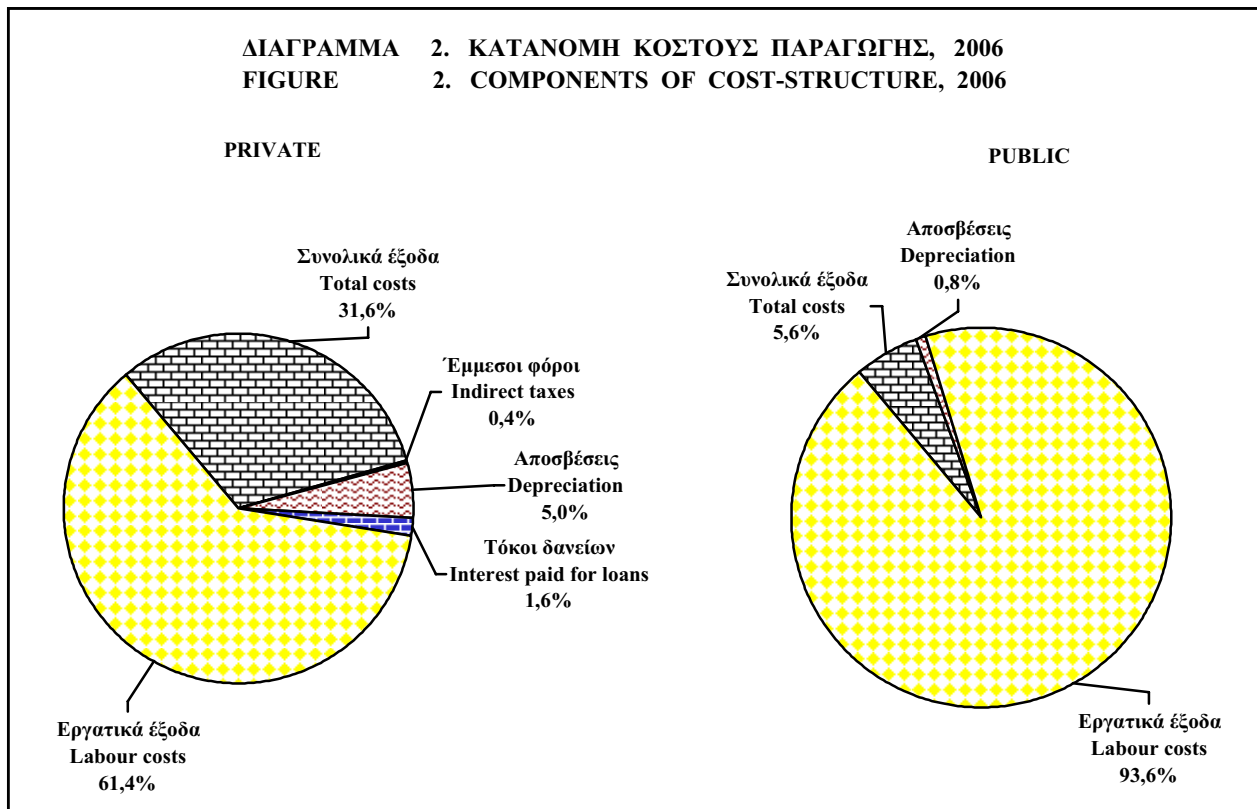 ΔΙΑΓΡΑΜΜΑ 2. ΚΑΤΑΝΟΜΗ ΚΟΣΤΟΥΣ ΠΑΡΑΓΩΓΗΣ, 2006
FIGURE 2. COMPONENTS OF COST-STRUCTURE, 2006
PRIVATE
Συνολικά έξοδα
Total costs
31,6%
Έμμεσοι φόροι
Indirect taxes
0,4%
Αποσβέσεις
Depreciation
5,0%
Τόκοι δανείων
Interest paid for loans
1,6%
Εργατικά έξοδα
Labour costs
61,4%
PUBLIC
Αποσβέσεις
Depreciation
0,8%
Συνολικά έξοδα
Total costs
5,6%
Εργατικά έξοδα
Labour costs
93,6%